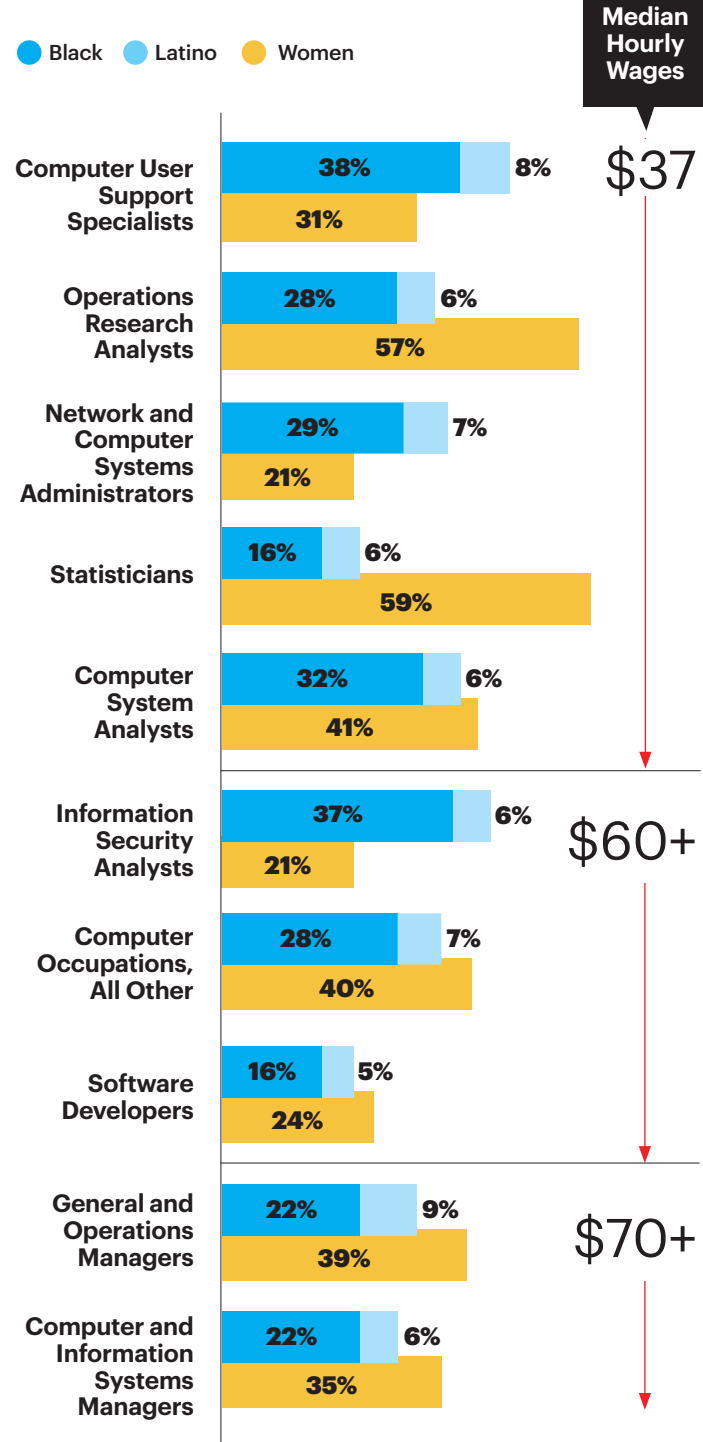 Median
Hourly
Wages
Black Latino Women
Computer User
Support
Specialists
38% 8%
31%
$37
Operations
Research
Analysts
28% 6%
57%
Network and
Computer
Systems
Administrators
29% 7%
21%
Statisticians
16% 6%
59%
Computer
System
Analysts
32% 6%
41%
Information
Security
Analysts
37% 6%
21%
$60+
Computer
Occupations,
All Other
28% 7%
40%
Software
Developers
16% 5%
24%
General and
Operations
Managers
22% 9%
39%
$70+
Computer and
Information
Systems
Managers
22% 6%
35%